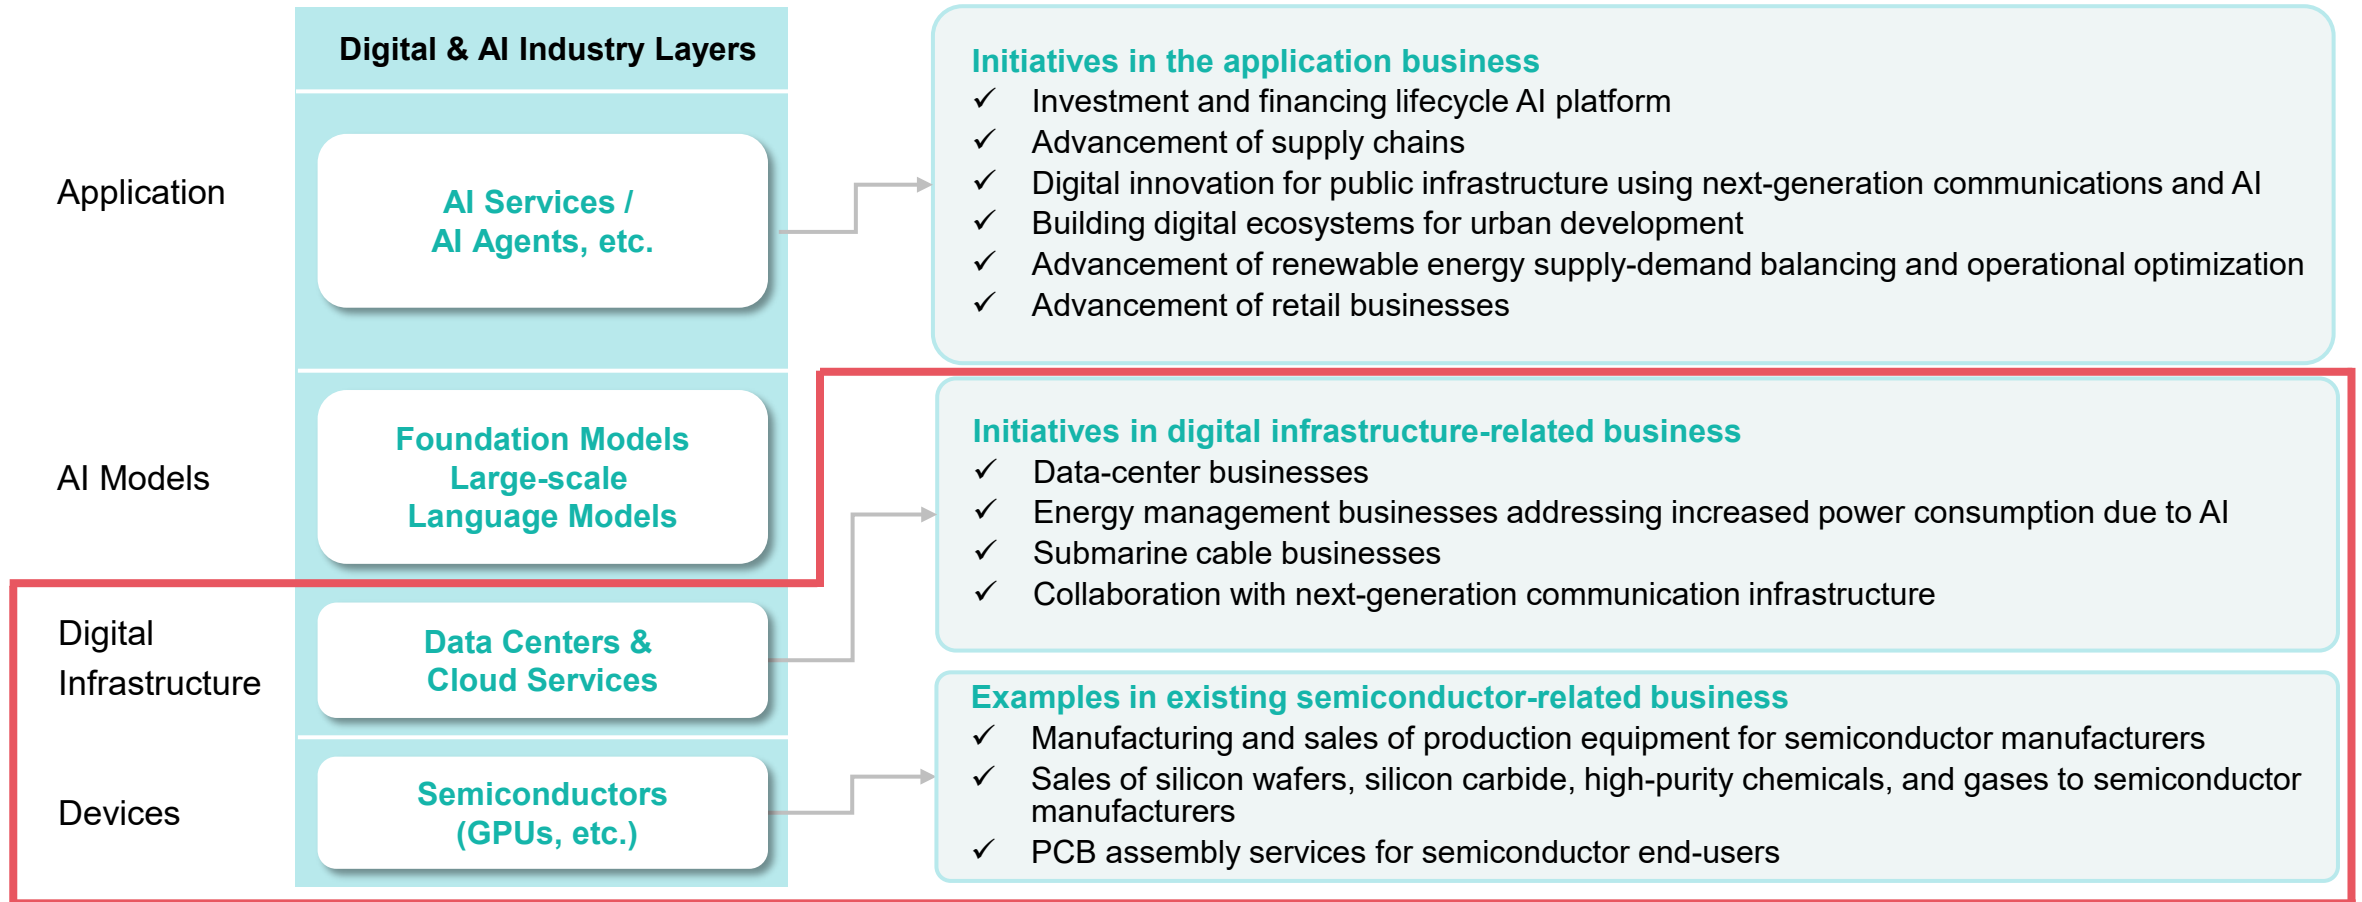 Digital & AI Industry Layers
Application
AI Services /
AI Agents, etc.
Initiatives in the application business
✓ Investment and financing lifecycle AI platform
✓ Advancement of supply chains
✓ Digital innovation for public infrastructure using next-generation communications and AI
✓ Building digital ecosystems for urban development
✓ Advancement of renewable energy supply-demand balancing and operational optimization
✓ Advancement of retail businesses
AI Models
Foundation Models
Large-scale
Language Models
Initiatives in digital infrastructure-related business
✓ Data-center businesses
✓ Energy management businesses addressing increased power consumption due to AI
✓ Submarine cable businesses
✓ Collaboration with next-generation communication infrastructure
Digital
Infrastructure
Data Centers &
Cloud Services
Examples in existing semiconductor-related business
✓ Manufacturing and sales of production equipment for semiconductor manufacturers
✓ Sales of silicon wafers, silicon carbide, high-purity chemicals, and gases to semiconductor
manufacturers
✓ PCB assembly services for semiconductor end-users
Devices
Semiconductors
(GPUs, etc.)